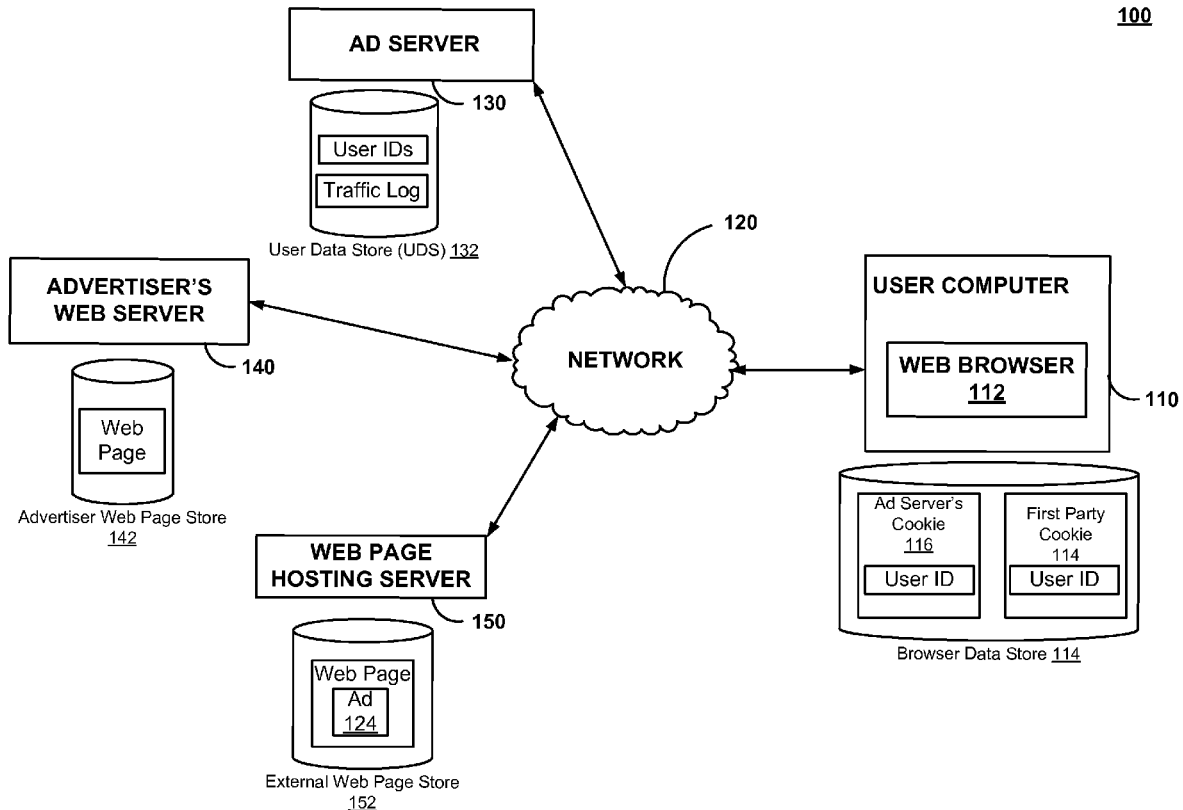 100
AD SERVER
130
User IDs
Traffic Log
User Data Store (UDS) 132
120
ADVERTISER'S
WEB SERVER
140
Web
Page
Advertiser Web Page Store
142
NETWORK
USER COMPUTER
WEB BROWSER
112
110
Ad Server's
Cookie
116
User ID
First Party
Cookie
114
User ID
Browser Data Store 114
WEB PAGE
HOSTING SERVER
150
Web Page
Ad
124
External Web Page Store
152